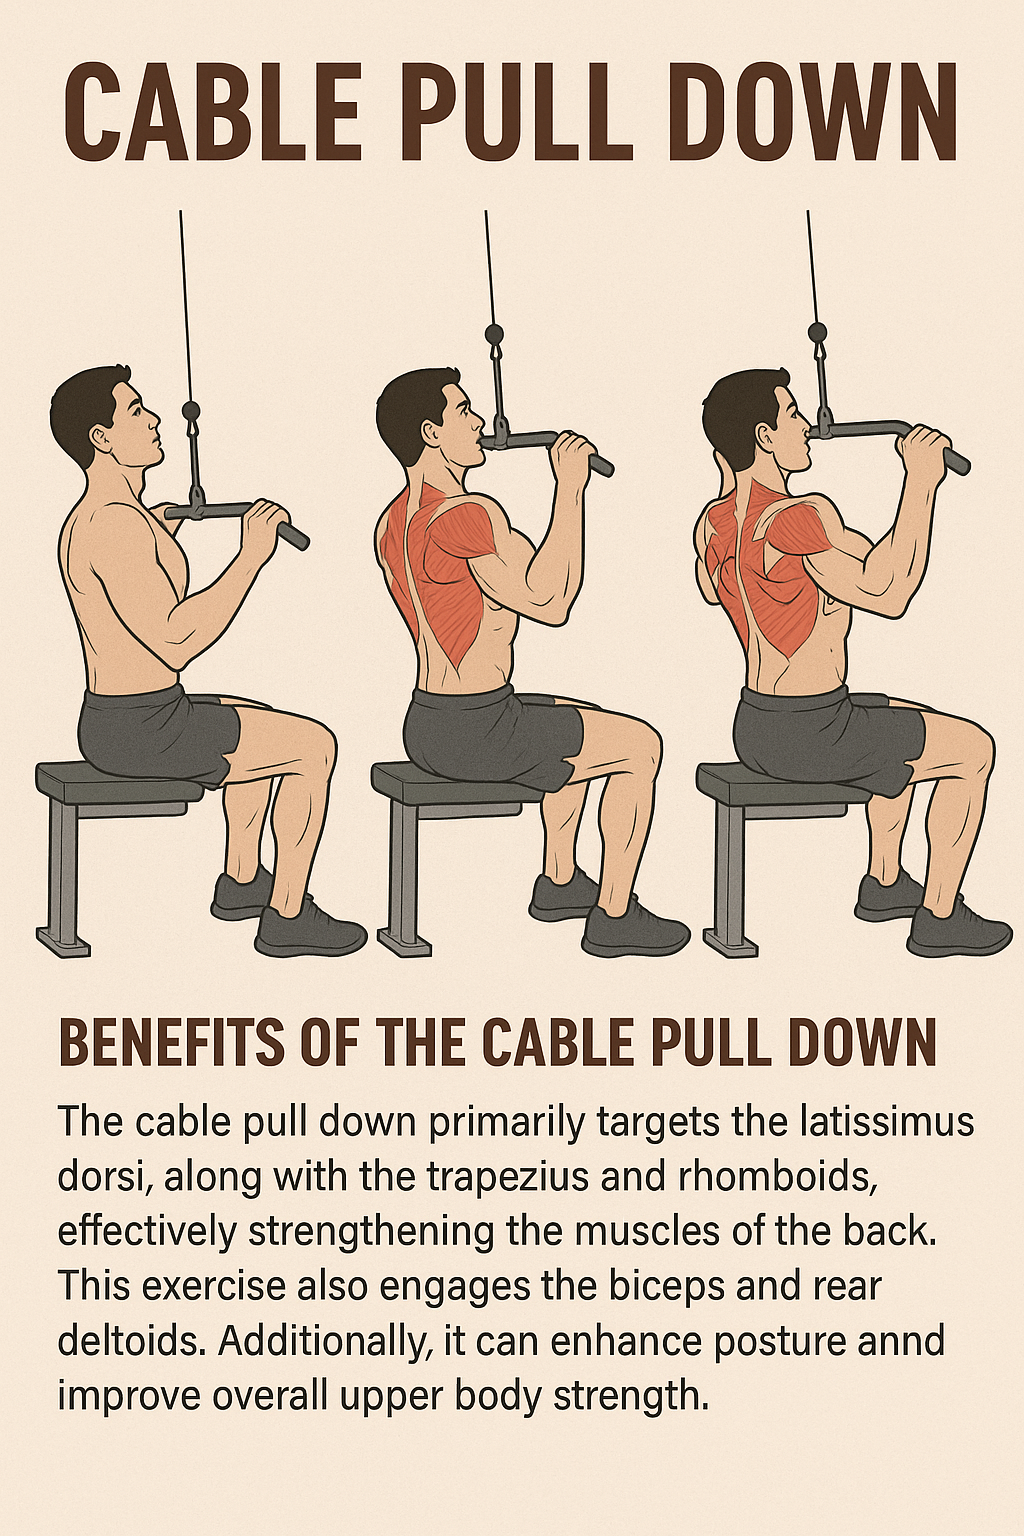 CABLE PULL DOWN
BENEFITS OF THE CABLE PULL DOWN
The cable pull down primarily targets the latissimus
dorsi, along with the trapezius and rhomboids,
effectively strengthening the muscles of the back.
This exercise also engages the biceps and rear
deltoids. Additionally, it can enhance posture annd
improve overall upper body strength.